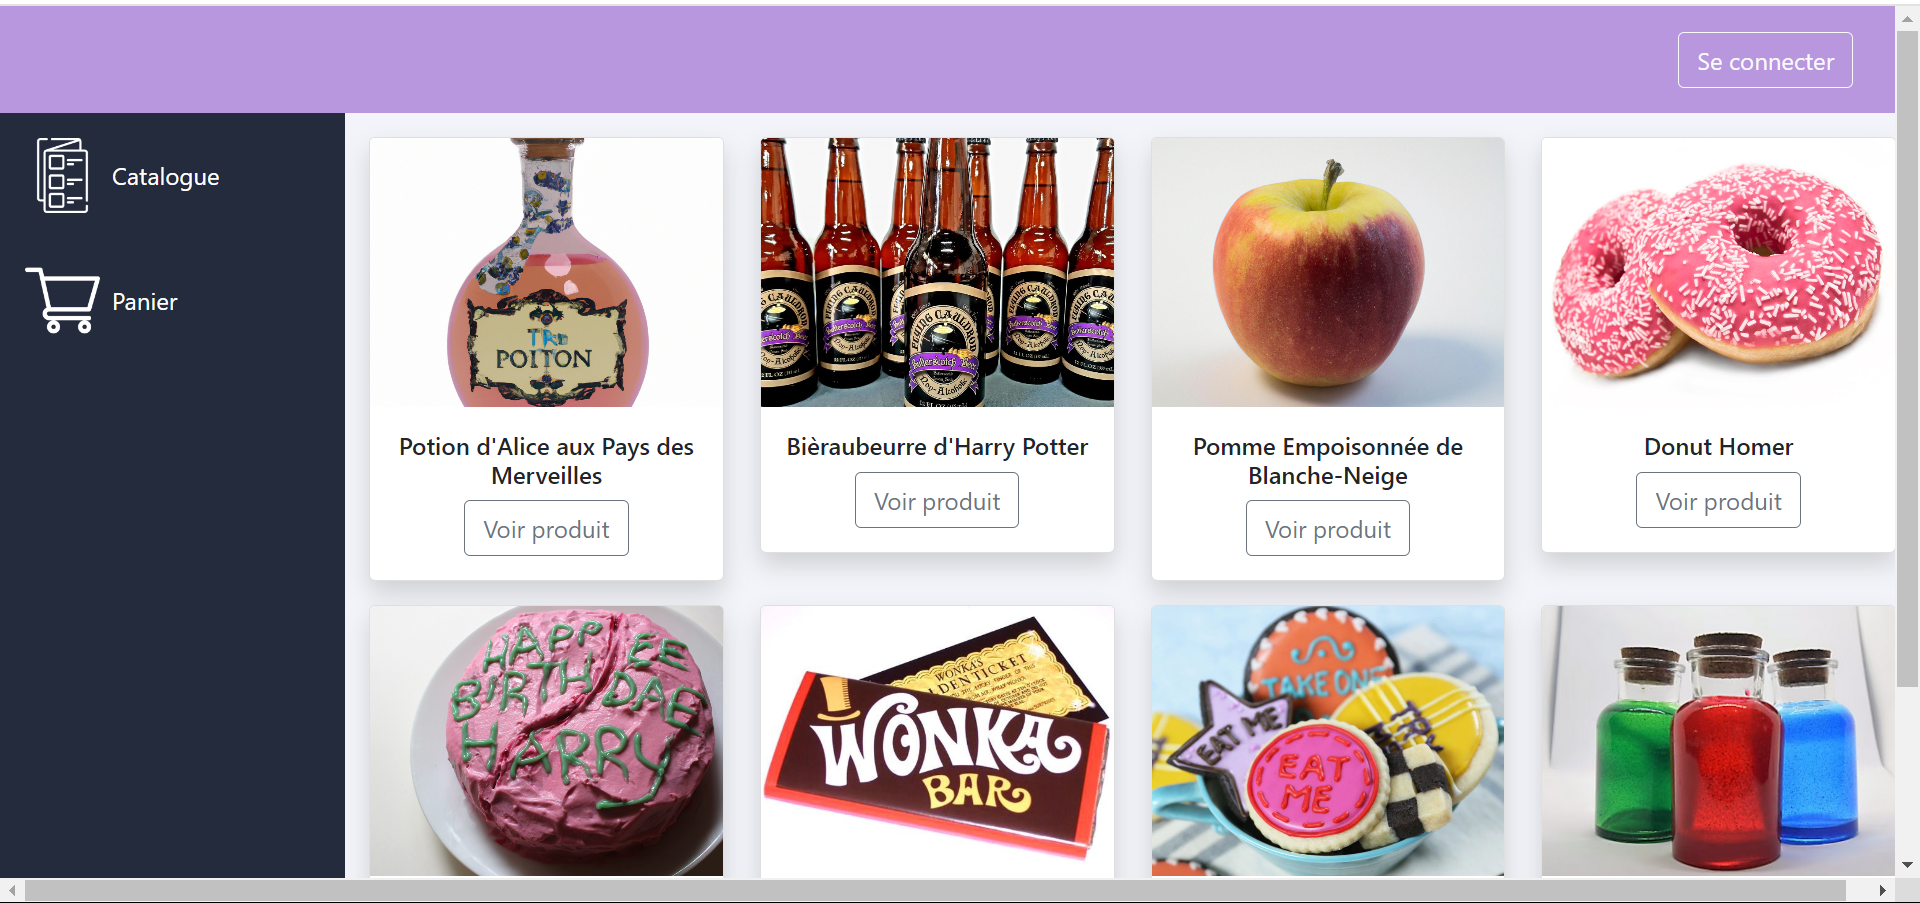 Se connecter
Catalogue
Panier
TRL
POITON
FLYING CAULDRON
Butterscotch Beer
Non-Alcoholic
Potion d'Alice aux Pays des
Merveilles
Voir produit
Bièraubeurre d'Harry Potter
Voir produit
Pomme Empoisonnée de
Blanche-Neige
Voir produit
Donut Homer
Voir produit
HAPPEE
BIRTHDAE
HARRY
WONKA'S
LDEN TICKET
WONKA
BAR
TAKE ONE
EAT ME
EAT
ME